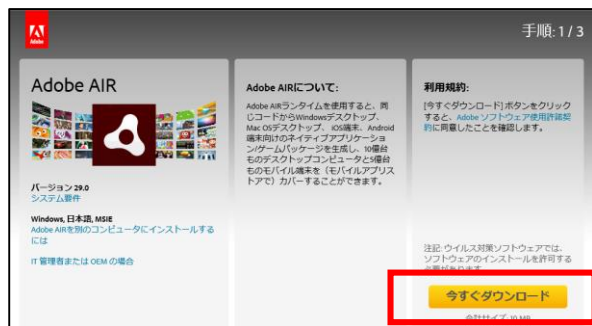 Adobe
手順:1 / 3
Adobe AIR
バージョン 29.0
システム要件
Windows, 日本語, MSIE
Adobe AIRを別のコンピュータにインストールする
には
IT 管理者または OEM の場合
Adobe AIRについて:
Adobe AIRランタイムを使用すると、同
じコードからWindowsデスクトップ、
Mac OSデスクトップ、iOS端末、Android
端末向けのネイティブアプリケーショ
ン/ゲームパッケージを生成し、10億台
ものデスクトップコンピュータと5億台
ものモバイル端末を（モバイルアプリス
トアで）カバーすることができます。
利用規約:
[今すぐダウンロード]ボタンをクリック
すると、Adobe ソフトウェア使用許諾契
約に同意したことを確認します。
注記: ウイルス対策ソフトウェアでは、
ソフトウェアのインストールを許可する
必要があります。
今すぐダウンロード
合計サイズ: 10 MB